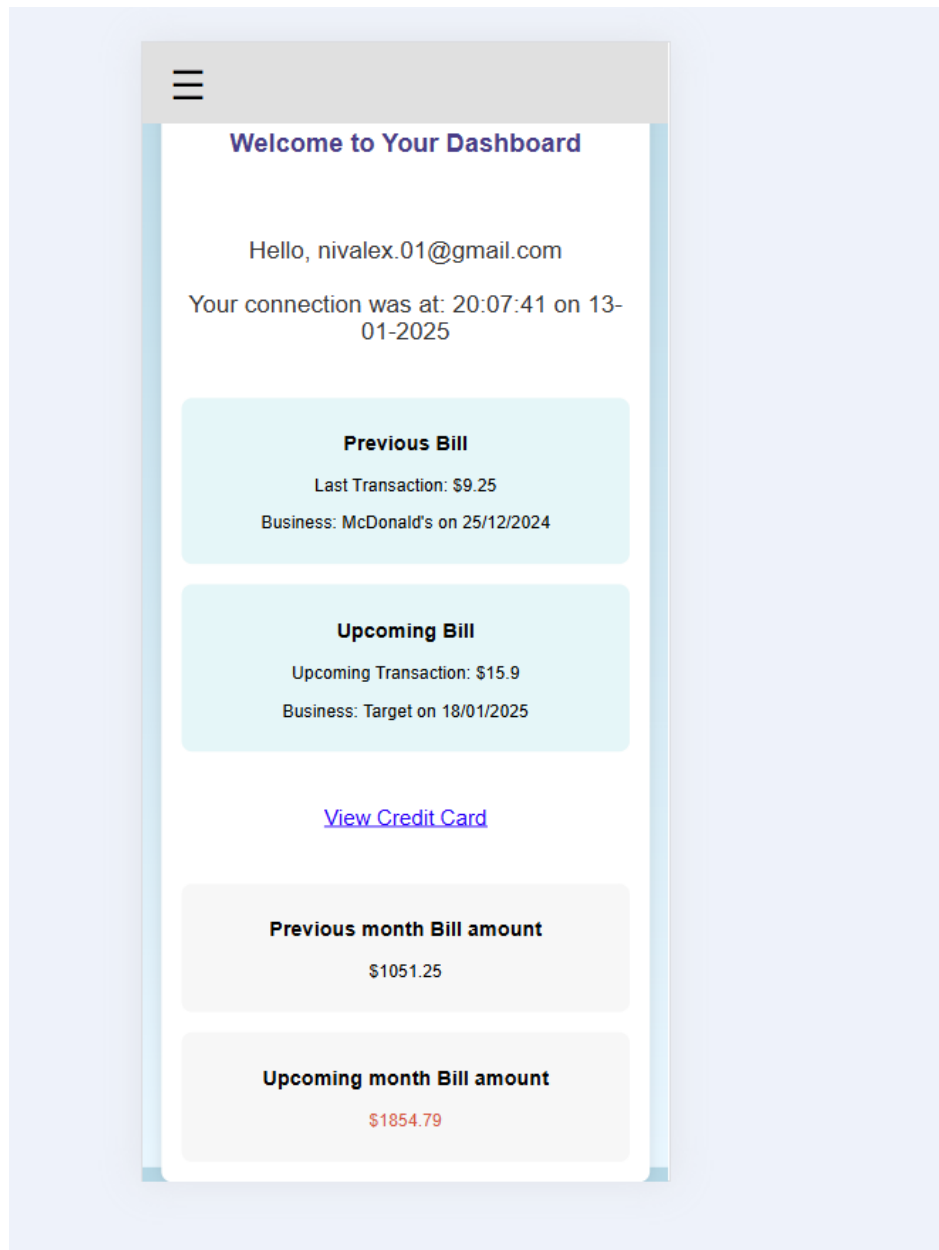 ☰
Welcome to Your Dashboard
Hello, nivalex.01@gmail.com
Your connection was at: 20:07:41 on 13-
01-2025
Previous Bill
Last Transaction: $9.25
Business: McDonald's on 25/12/2024
Upcoming Bill
Upcoming Transaction: $15.9
Business: Target on 18/01/2025
View Credit Card
Previous month Bill amount
$1051.25
Upcoming month Bill amount
$1854.79